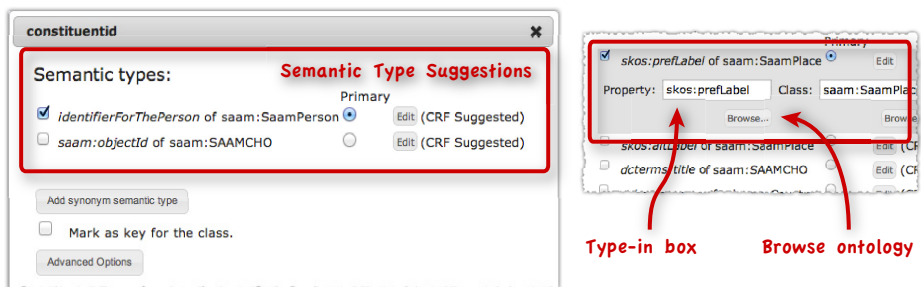 constituentid
Semantic types:
Semantic Type Suggestions
Primary
identifierForThePerson of saam:SaamPerson Edit (CRF Suggested)
saam:objectId of saam:SAAMCHO Edit (CRF Suggested)
Add synonym semantic type
Mark as key for the class.
Advanced Options
Primary
skos:prefLabel of saam:SaamPlace Edit
Property: skos:prefLabel Class: saam:SaamPlac
Browse... Brows
skos:altLabel of saam:SaamPlace Edit (CF
dcterms:title of saam:SAAMCHO Edit (CF
Type-in box
Browse ontology